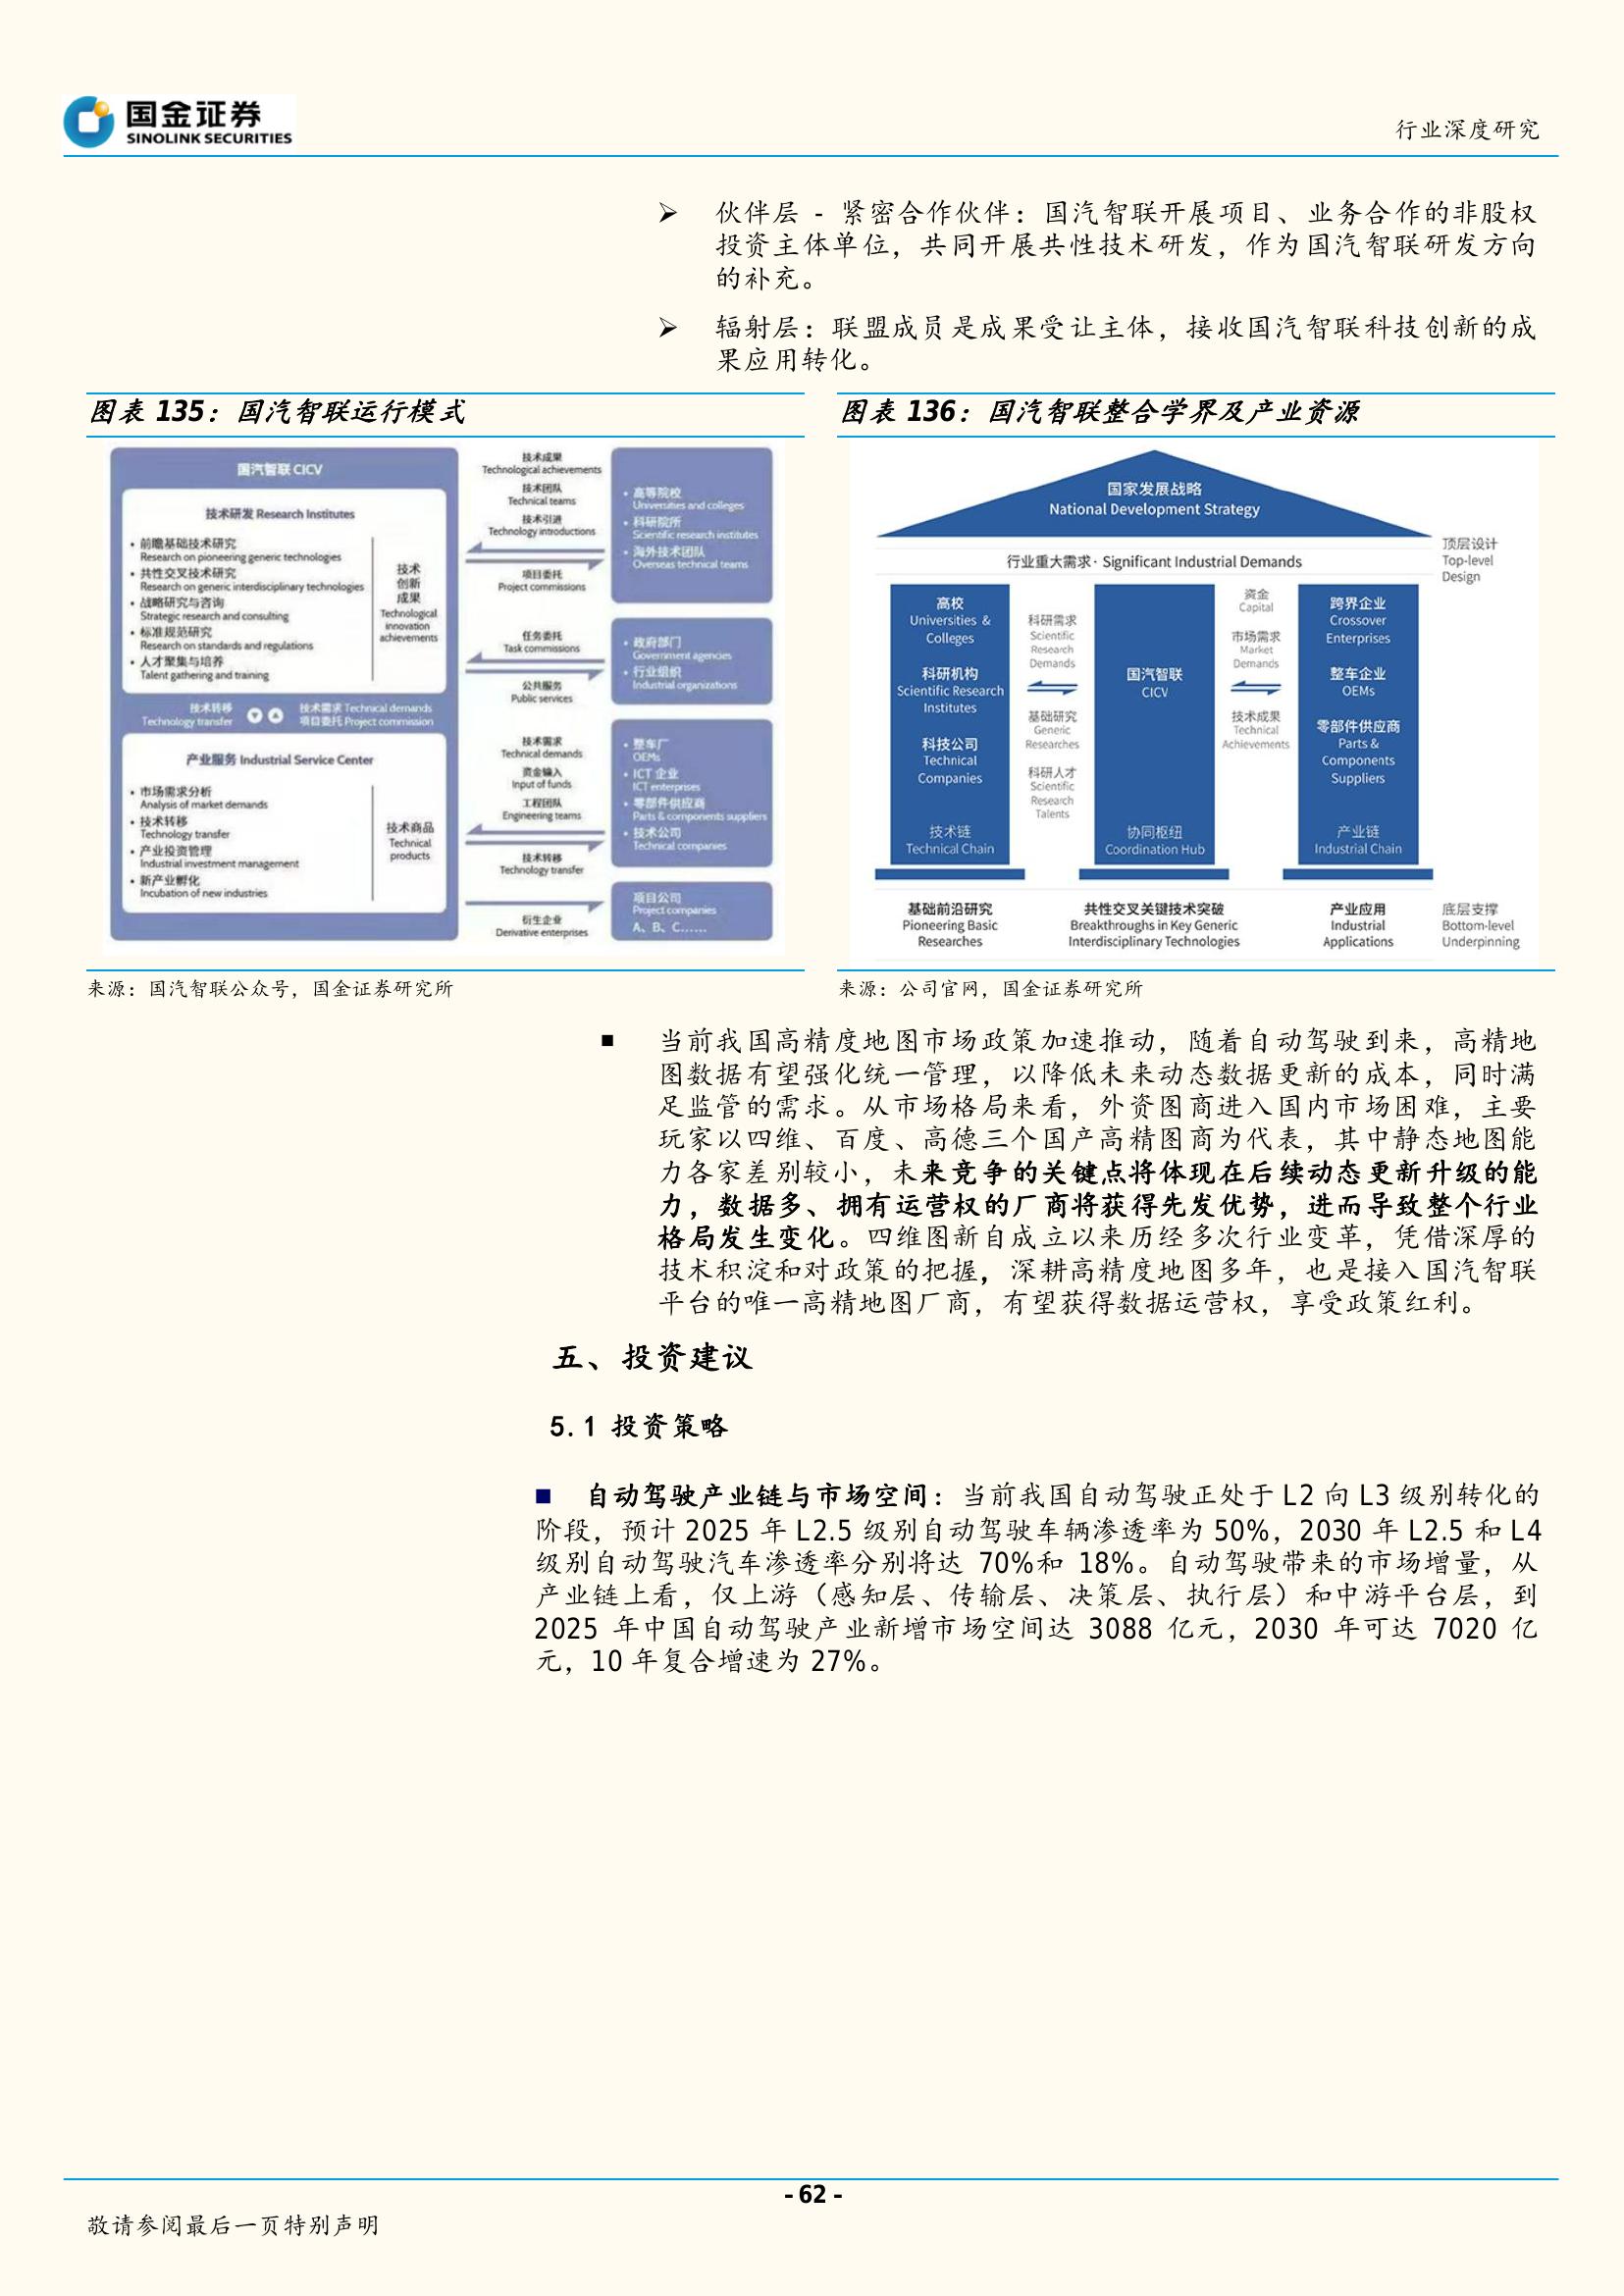 国金证券
SINOLINK SECURITIES
行业深度研究
➢ 伙伴层 - 紧密合作伙伴：国汽智联开展项目、业务合作的非股权
投资主体单位，共同开展共性技术研发，作为国汽智联研发方向
的补充。
➢ 辐射层：联盟成员是成果受让主体，接收国汽智联科技创新的成
果应用转化。
图表 135：国汽智联运行模式
国汽智联 CICV
技术研发 Research Institutes
• 前瞻基础技术研究
Research on pioneering generic technologies
• 共性交叉技术研究
Research on generic interdisciplinary technologies
• 战略研究与咨询
Strategic research and consulting
• 标准规范研究
Research on standards and regulations
• 人才聚集与培养
Talent gathering and training
技术
创新
成果
Technological
innovation
achievements
技术转移
Technology transfer
技术需求 Technical demands
项目委托 Project commission
产业服务 Industrial Service Center
• 市场需求分析
Analysis of market demands
• 技术转移
Technology transfer
• 产业投资管理
Industrial investment management
• 新产业孵化
Incubation of new industries
技术商品
Technical
products
技术成果
Technological achievements
技术团队
Technical teams
技术引进
Technology introductions
项目委托
Project commissions
任务委托
Task commissions
公共服务
Public services
技术需求
Technical demands
资金输入
Input of funds
工程团队
Engineering teams
技术转移
Technology transfer
衍生企业
Derivative enterprises
• 高等院校
Universities and colleges
• 科研院所
Scientific research institutes
• 海外技术团队
Overseas technical teams
• 政府部门
Government agencies
• 行业组织
Industrial organizations
• 整车厂
OEMs
• ICT 企业
ICT enterprises
• 零部件供应商
Parts & components suppliers
• 技术公司
Technical companies
项目公司
Project companies
A、B、C……
来源：国汽智联公众号，国金证券研究所
图表 136：国汽智联整合学界及产业资源
国家发展战略
National Development Strategy
行业重大需求· Significant Industrial Demands
顶层设计
Top-level
Design
高校
Universities &
Colleges
科研机构
Scientific Research
Institutes
科技公司
Technical
Companies
技术链
Technical Chain
科研需求
Scientific
Research
Demands
基础研究
Generic
Researches
科研人才
Scientific
Research
Talents
国汽智联
CICV
协同枢纽
Coordination Hub
资金
Capital
市场需求
Market
Demands
技术成果
Technical
Achievements
跨界企业
Crossover
Enterprises
整车企业
OEMs
零部件供应商
Parts &
Components
Suppliers
产业链
Industrial Chain
基础前沿研究
Pioneering Basic
Researches
共性交叉关键技术突破
Breakthroughs in Key Generic
Interdisciplinary Technologies
产业应用
Industrial
Applications
底层支撑
Bottom-level
Underpinning
来源：公司官网，国金证券研究所
■ 当前我国高精度地图市场政策加速推动，随着自动驾驶到来，高精地
图数据有望强化统一管理，以降低未来动态数据更新的成本，同时满
足监管的需求。从市场格局来看，外资图商进入国内市场困难，主要
玩家以四维、百度、高德三个国产高精图商为代表，其中静态地图能
力各家差别较小，未来竞争的关键点将体现在后续动态更新升级的能
力，数据多、拥有运营权的厂商将获得先发优势，进而导致整个行业
格局发生变化。四维图新自成立以来历经多次行业变革，凭借深厚的
技术积淀和对政策的把握，深耕高精度地图多年，也是接入国汽智联
平台的唯一高精地图厂商，有望获得数据运营权，享受政策红利。
五、投资建议
5.1 投资策略
■ 自动驾驶产业链与市场空间：当前我国自动驾驶正处于 L2 向 L3 级别转化的
阶段，预计 2025 年 L2.5 级别自动驾驶车辆渗透率为 50%，2030 年 L2.5 和 L4
级别自动驾驶汽车渗透率分别将达 70%和 18%。自动驾驶带来的市场增量，从
产业链上看，仅上游（感知层、传输层、决策层、执行层）和中游平台层，到
2025 年中国自动驾驶产业新增市场空间达 3088 亿元，2030 年可达 7020 亿
元，10 年复合增速为 27%。
- 62 -
敬请参阅最后一页特别声明